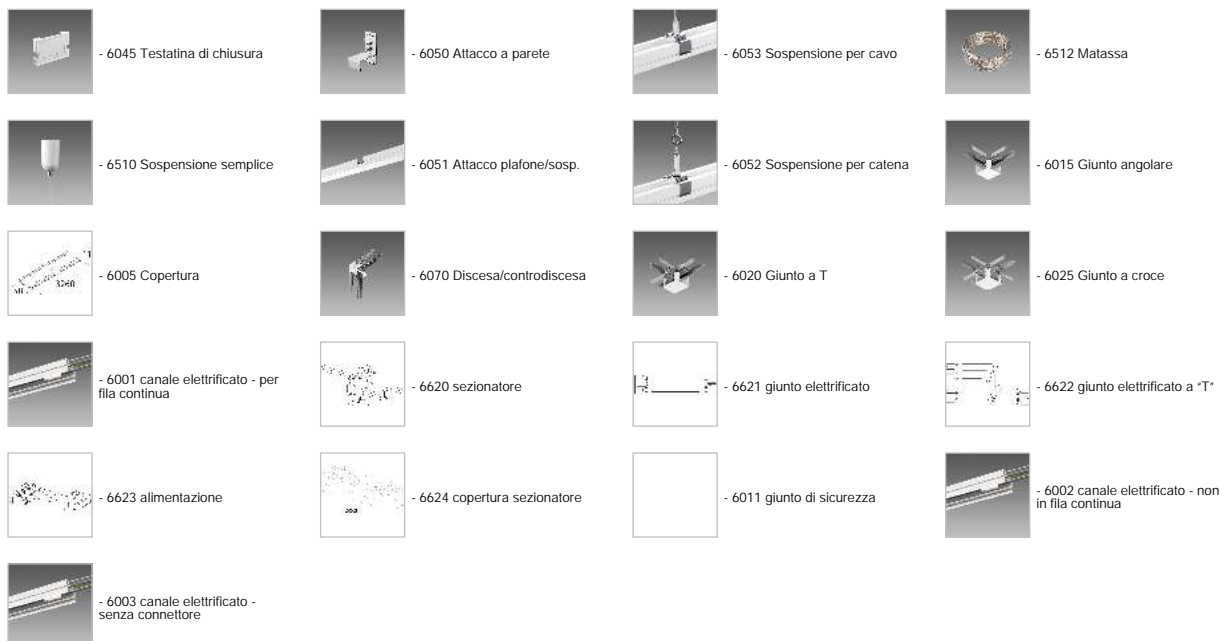 - 6045 Testatina di chiusura
- 6050 Attacco a parete
- 6053 Sospensione per cavo
- 6512 Matassa
- 6510 Sospensione semplice
- 6051 Attacco plafone/sosp.
- 6052 Sospensione per catena
- 6015 Giunto angolare
- 6005 Copertura
- 6070 Discesa/controdiscesa
- 6020 Giunto a T
- 6025 Giunto a croce
- 6001 canale elettrificato - per
fila continua
- 6620 sezionatore
- 6621 giunto elettrificato
- 6622 giunto elettrificato a “T”
- 6623 alimentazione
- 6624 copertura sezionatore
- 6011 giunto di sicurezza
- 6002 canale elettrificato - non
in fila continua
- 6003 canale elettrificato -
senza connettore